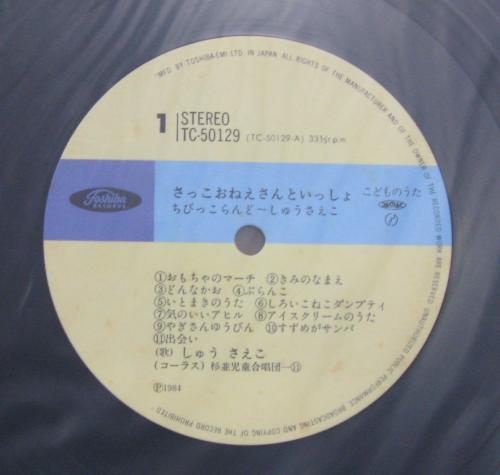 "MFD. BY TOSHIBA-EMI LTD. IN JAPAN. ALL RIGHTS OF THE MANUFACTURER AND OF THE OWNER OF THE RECORDED WORK ARE RESERVED. UNAUTHORIZED PUBLIC PERFORMANCE, BROADCASTING AND COPYING OF THE RECORD PROHIBITED"
1 STEREO
TC-50129 (TC-50129-A) 33⅓r.p.m.
Toshiba RECORDS
さっこおねえさんといっしょ こどものうた
ちびっこらんど～しゅうさえこ
①おもちゃのマーチ ②きみのなまえ
③どんなかお ④ぶらんこ
⑤いとまきのうた ⑥しろいこねこダンプティ
⑦気のいいアヒル ⑧アイスクリームのうた
⑨やぎさんゆうびん ⑩すずめがサンバ
⑪出会い
(歌) しゅう さえこ
(コーラス) 杉並児童合唱団—⑪
Ⓟ1984